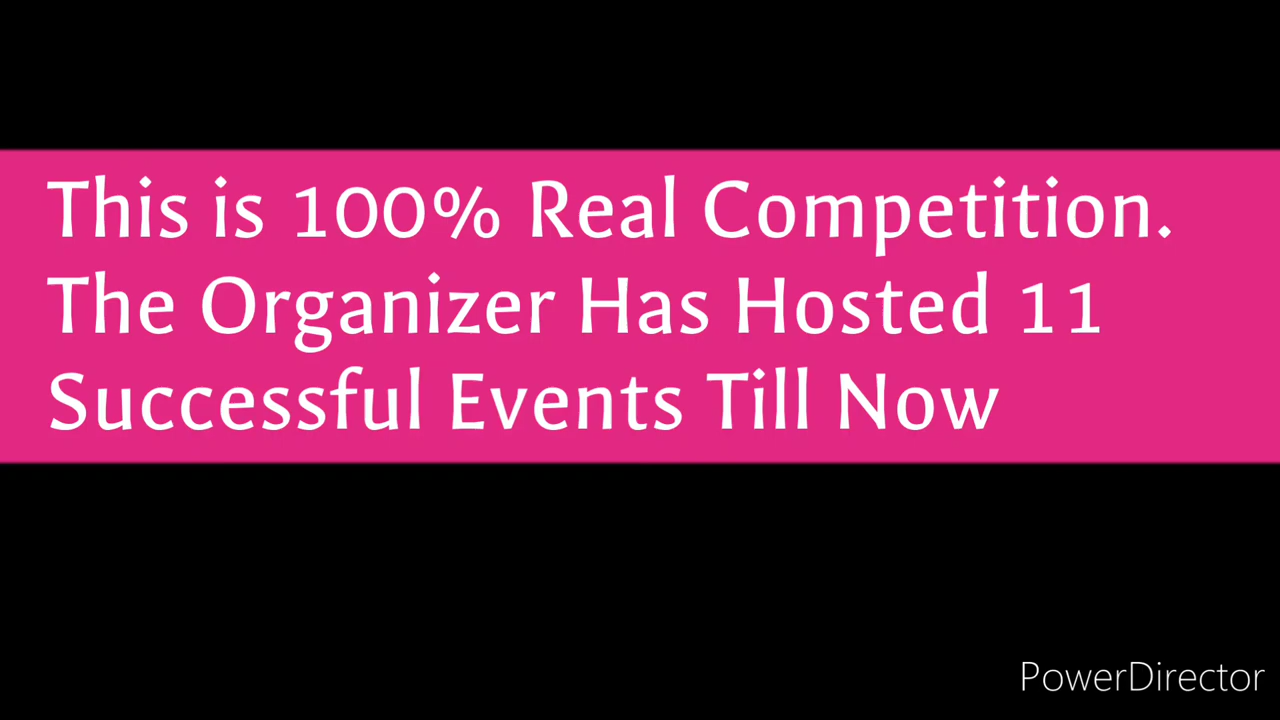 This is 100% Real Competition.
The Organizer Has Hosted 11
Successful Events Till Now
PowerDirector